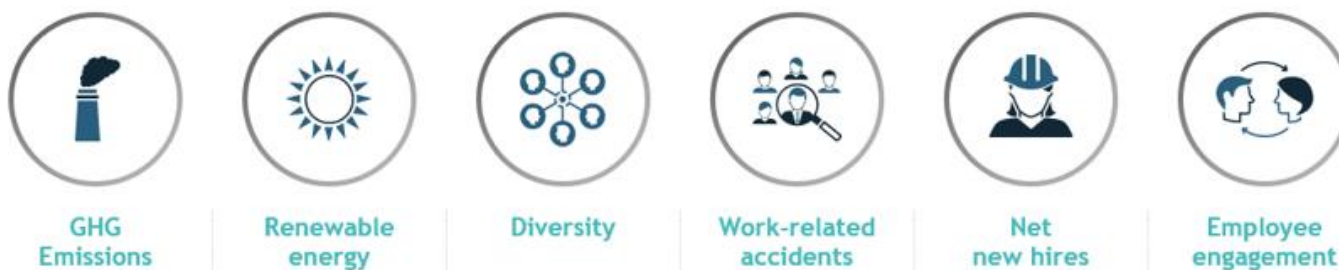 GHG
Emissions
Renewable
energy
Diversity
Work-related
accidents
Net
new hires
Employee
engagement